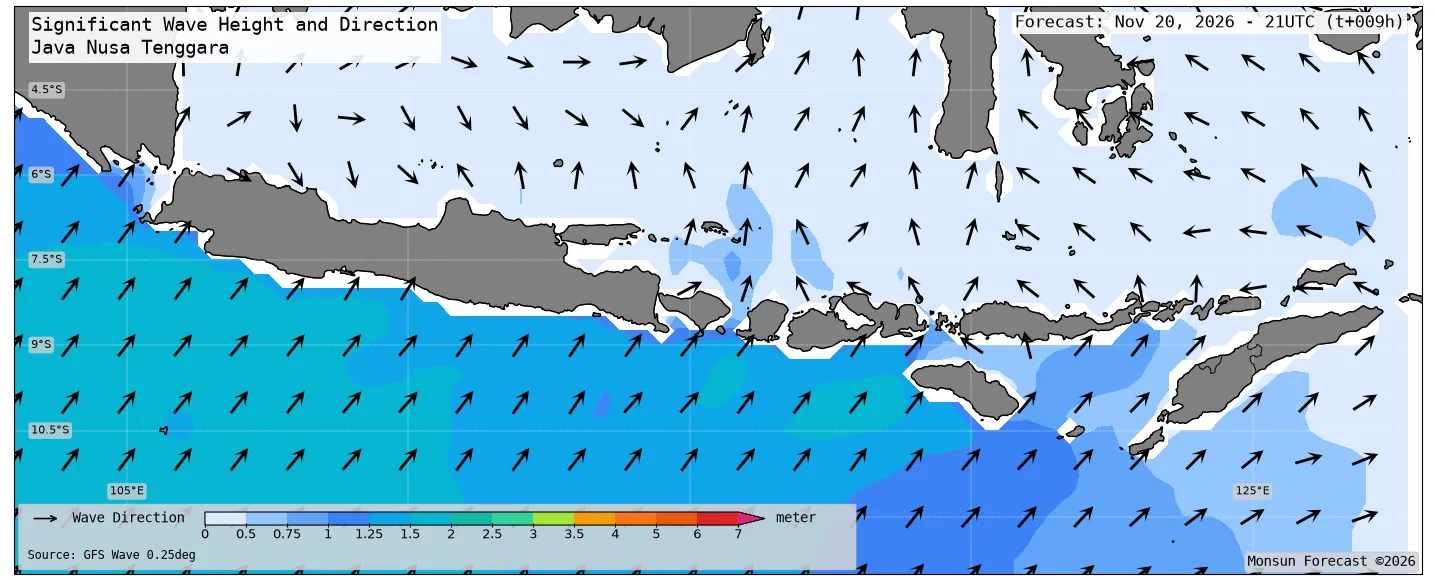 Significant Wave Height and Direction
Java Nusa Tenggara
Forecast: Nov 20, 2026 - 21UTC (t+009h)
4.5°S
6°S
7.5°S
9°S
10.5°S
105°E
125°E
Wave Direction
0 0.5 0.75 1 1.25 1.5 2 2.5 3 3.5 4 5 6 7
meter
Source: GFS Wave 0.25deg
Monsun Forecast ©2026